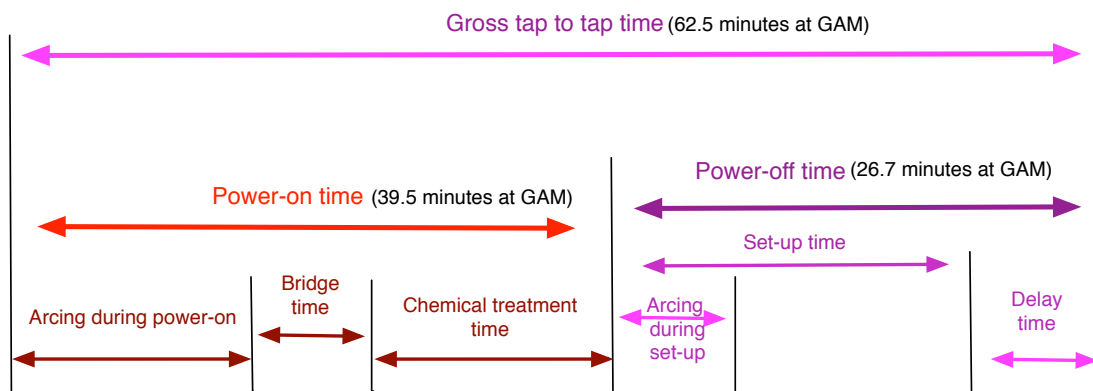 Gross tap to tap time (62.5 minutes at GAM)
Power-off time (26.7 minutes at GAM)
Power-on time (39.5 minutes at GAM)
Set-up time
Bridge
time
Arcing during power-on
Chemical treatment
time
Arcing
during
set-up
Delay
time